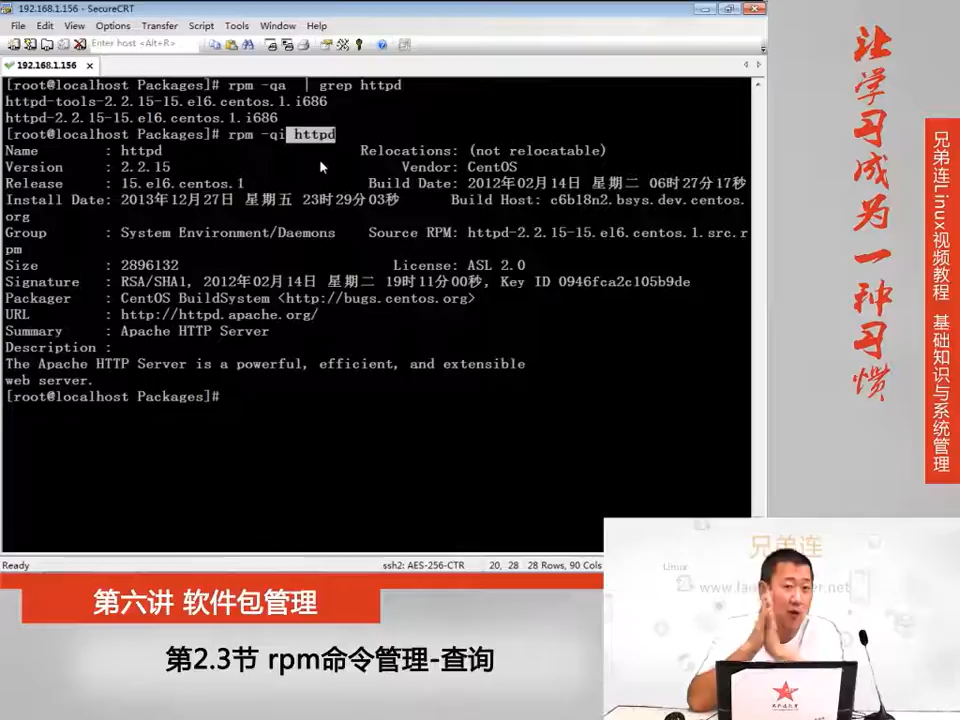 192.168.1.156 - SecureCRT
File Edit View Options Transfer Script Tools Window Help
Enter host <Alt+R>
192.168.1.156
[root@localhost Packages]# rpm -qa  | grep httpd
httpd-tools-2.2.15-15.el6.centos.1.i686
httpd-2.2.15-15.el6.centos.1.i686
[root@localhost Packages]# rpm -qi httpd
Name        : httpd                        Relocations: (not relocatable)
Version     : 2.2.15                            Vendor: CentOS
Release     : 15.el6.centos.1               Build Date: 2012年02月14日 星期二 06时27分17秒
Install Date: 2013年12月27日 星期五 23时29分03秒      Build Host: c6b18n2.bsys.dev.centos.
org
Group       : System Environment/Daemons    Source RPM: httpd-2.2.15-15.el6.centos.1.src.r
pm
Size        : 2896132                          License: ASL 2.0
Signature   : RSA/SHA1, 2012年02月14日 星期二 19时11分00秒, Key ID 0946fca2c105b9de
Packager    : CentOS BuildSystem <http://bugs.centos.org>
URL         : http://httpd.apache.org/
Summary     : Apache HTTP Server
Description :
The Apache HTTP Server is a powerful, efficient, and extensible
web server.
[root@localhost Packages]#
Ready ssh2: AES-256-CTR 20, 28 28 Rows, 90 Cols
让学习成为一种习惯
兄弟连Linux视频教程 基础知识与系统管理
第六讲 软件包管理
第2.3节 rpm命令管理-查询
兄弟连
Linux